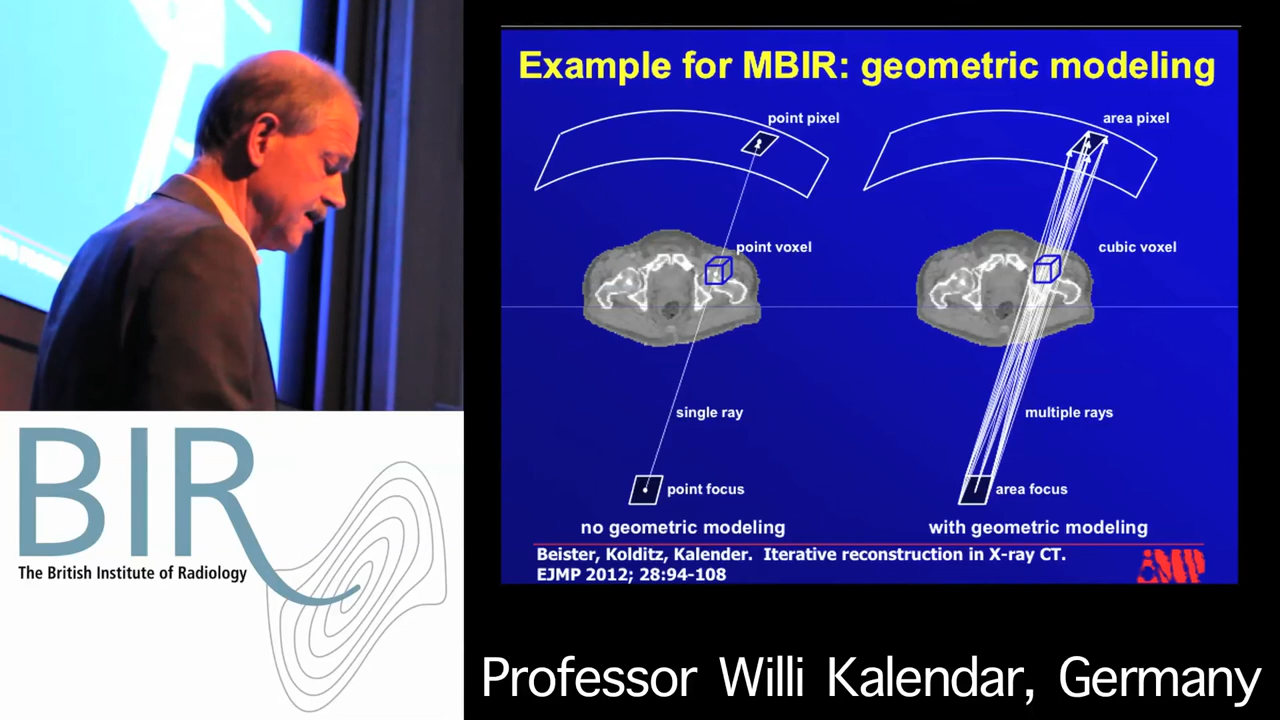 Example for MBIR: geometric modeling
point pixel
area pixel
point voxel
cubic voxel
single ray
multiple rays
point focus
area focus
no geometric modeling
with geometric modeling
Beister, Kolditz, Kalender. Iterative reconstruction in X-ray CT.
EJMP 2012; 28:94-108
iMP
BIR
The British Institute of Radiology
Professor Willi Kalendar, Germany